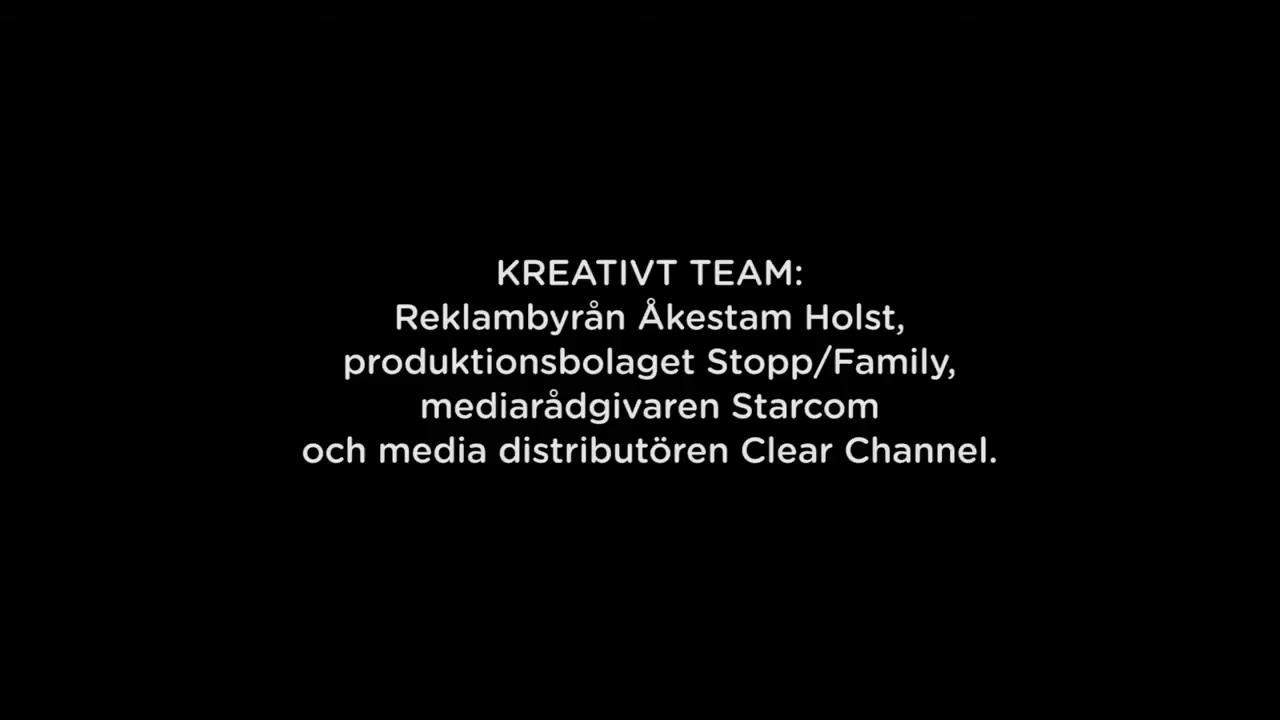 KREATIVT TEAM:
Reklambyrån Åkestam Holst,
produktionsbolaget Stopp/Family,
mediarådgivaren Starcom
och media distributören Clear Channel.